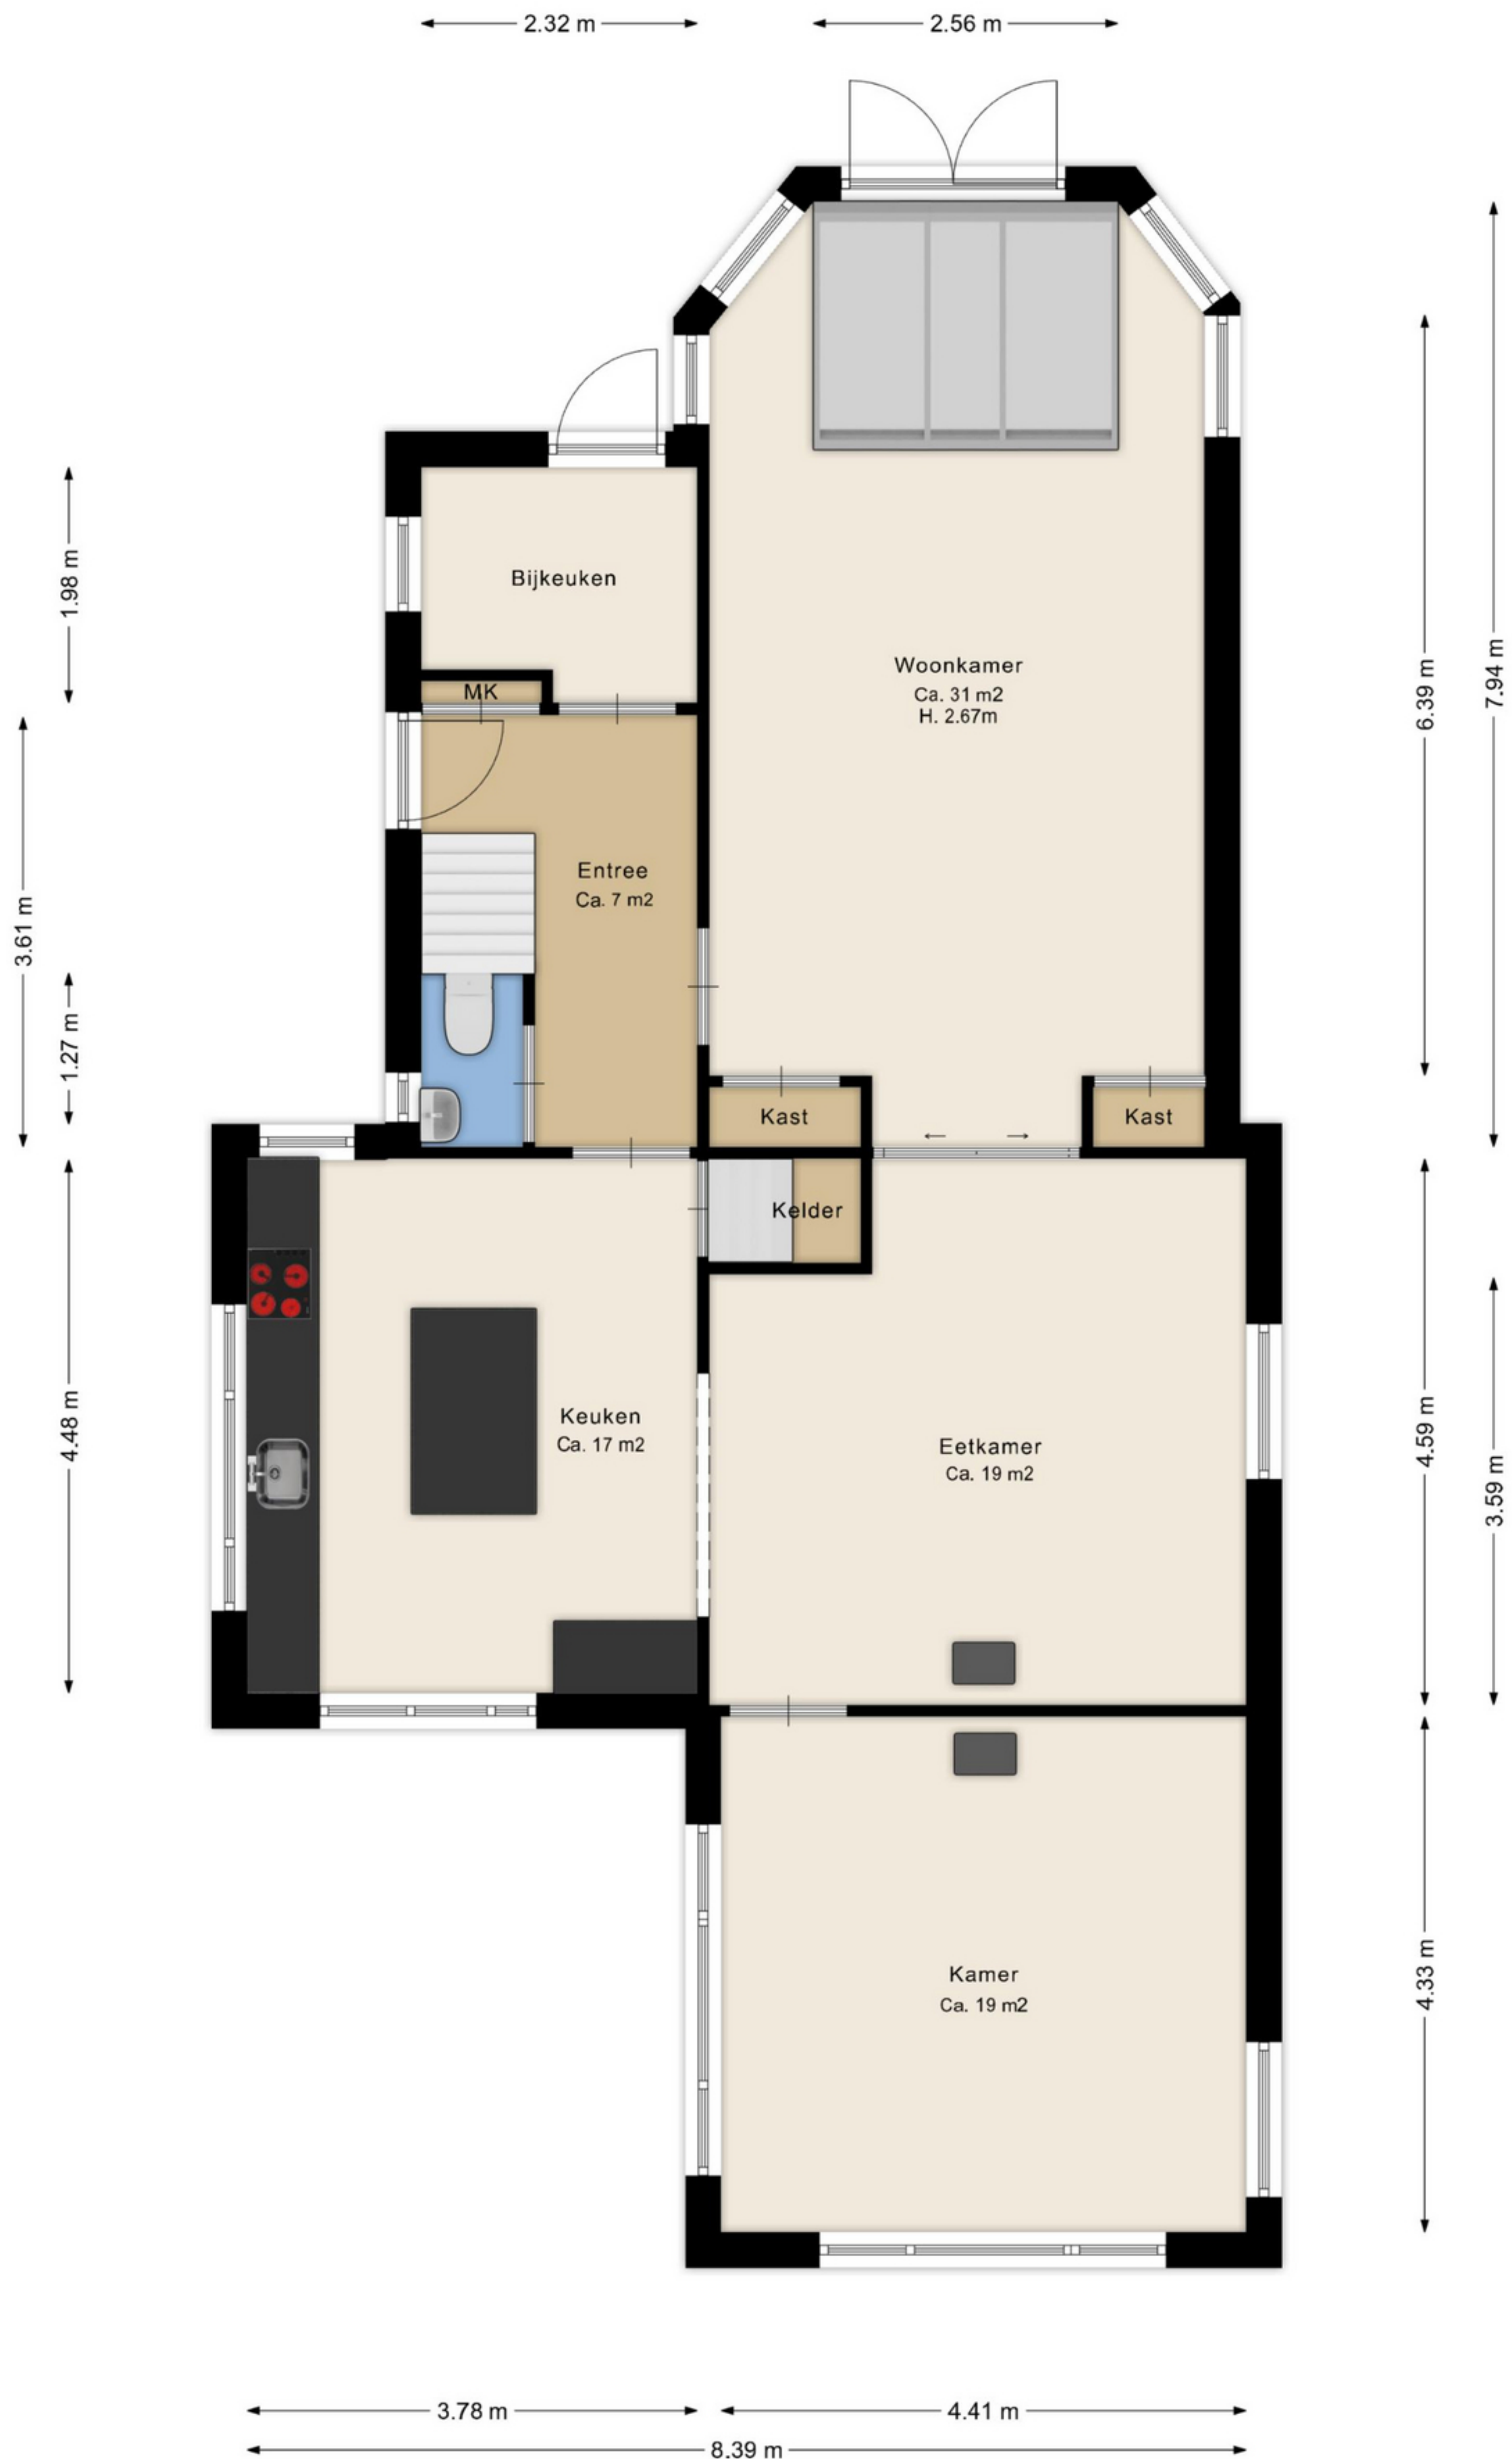 2.32 m
2.56 m
1.98 m
3.61 m
1.27 m
4.48 m
Bijkeuken
MK
Woonkamer
Ca. 31 m2
H. 2.67m
Entree
Ca. 7 m2
Kast
Kast
Kelder
Keuken
Ca. 17 m2
Eetkamer
Ca. 19 m2
Kamer
Ca. 19 m2
6.39 m
7.94 m
4.59 m
3.59 m
4.33 m
3.78 m
4.41 m
8.39 m